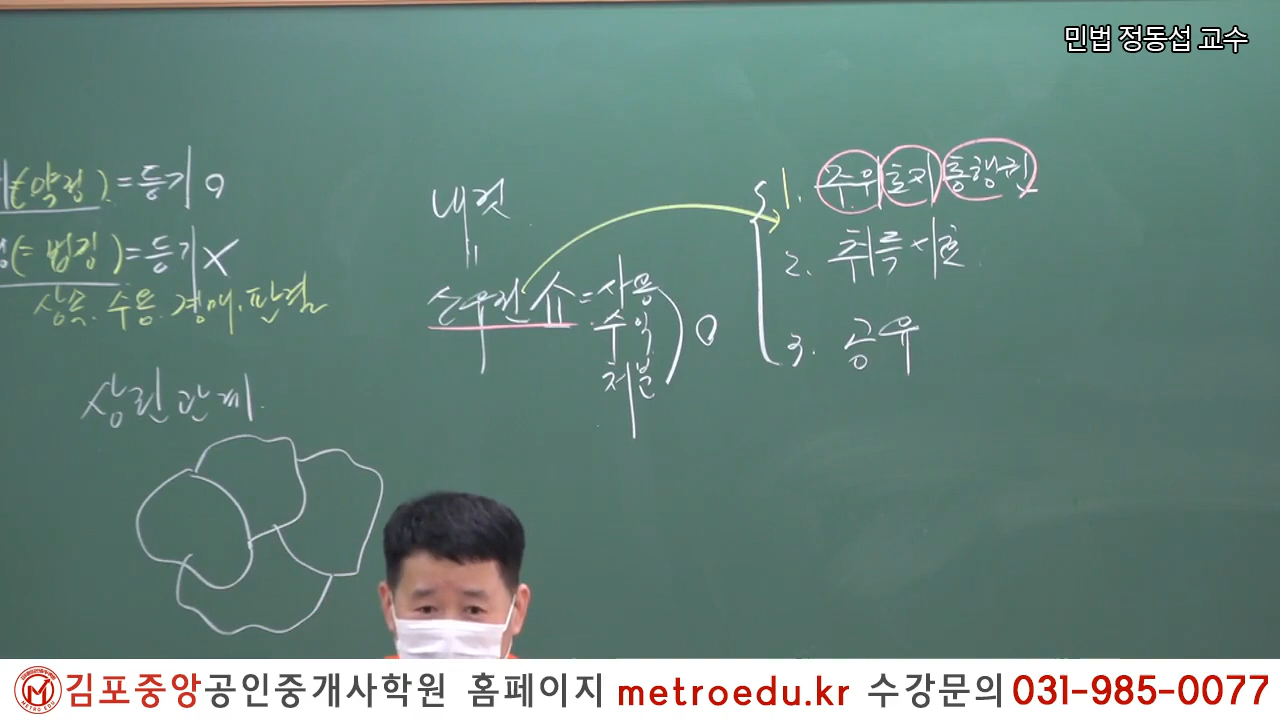 민법 정동섭 교수
(=약정) = 등기 o
(= 법정) = 등기 X
상속. 수용. 경매. 판결
상린관계.
내것
"
소유권 쇼 = 사용
수익
처분
) O
1. 주위 토지 통행권
2. 취득시효
3. 공유
METRO EDU
김포중앙공인중개사학원 홈페이지 metroedu.kr 수강문의 031-985-0077